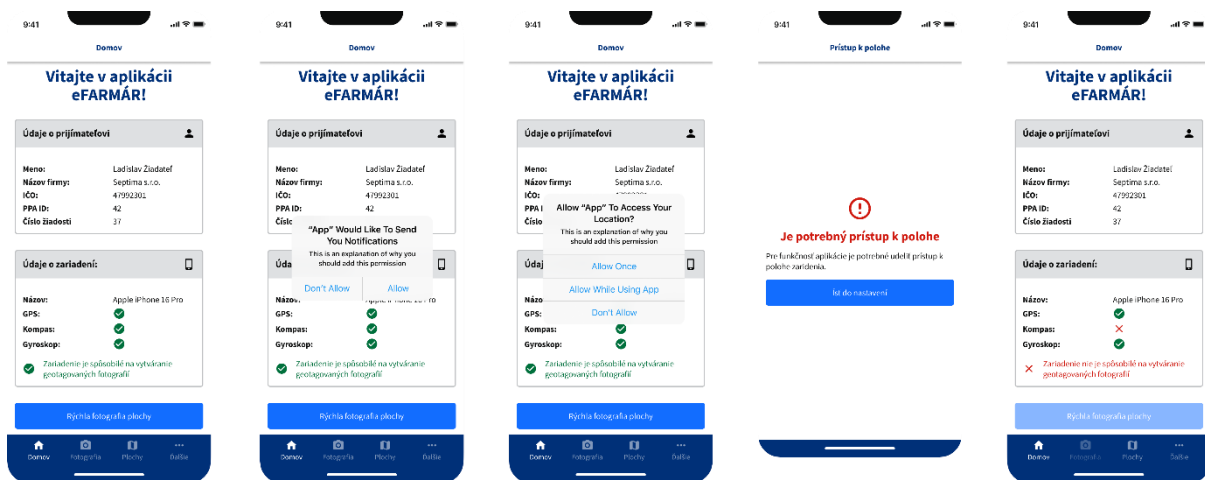 9:41
Domov
Vitajte v aplikácii
eFARMÁR!
Údaje o prijímateľovi
Meno: Ladislav Žiadateľ
Názov firmy: Septima s.r.o.
IČO: 47992301
PPA ID: 42
Číslo žiadosti 37
Údaje o zariadení:
Názov: Apple iPhone 16 Pro
GPS:
Kompas:
Gyroskop:
Zariadenie je spôsobilé na vytváranie
geotagovaných fotografií
Rýchla fotografia plochy
Domov Fotografia Plochy Ďalšie
9:41
Domov
Vitajte v aplikácii
eFARMÁR!
Údaje o prijímateľovi
Meno: Ladislav Žiadateľ
Názov firmy: Septima s.r.o.
IČO: 47992301
PPA ID: 42
Číslo 37
"App" Would Like To Send
You Notifications
This is an explanation of why you
should add this permission
Don't Allow Allow
Úda
Názov: Apple iPhone 16 Pro
GPS:
Kompas:
Gyroskop:
Zariadenie je spôsobilé na vytváranie
geotagovaných fotografií
Rýchla fotografia plochy
Domov Fotografia Plochy Ďalšie
9:41
Domov
Vitajte v aplikácii
eFARMÁR!
Údaje o prijímateľovi
Meno: Ladislav Žiadateľ
Názov firmy: Septima s.r.o.
IČO: 47992301
PPA I
Číslo
Allow "App" To Access Your
Location?
This is an explanation of why you
should add this permission
Allow Once
Allow While Using App
Don't Allow
Údaj
Názo
GPS:
Kompas:
Gyroskop:
Zariadenie je spôsobilé na vytváranie
geotagovaných fotografií
Rýchla fotografia plochy
Domov Fotografia Plochy Ďalšie
9:41
Prístup k polohe
Je potrebný prístup k polohe
Pre funkčnosť aplikácie je potrebné udeliť prístup k
polohe zaridenia.
Ísť do nastavení
9:41
Domov
Vitajte v aplikácii
eFARMÁR!
Údaje o prijímateľovi
Meno: Ladislav Žiadateľ
Názov firmy: Septima s.r.o.
IČO: 47992301
PPA ID: 42
Číslo žiadosti 37
Údaje o zariadení:
Názov: Apple iPhone 16 Pro
GPS:
Kompas:
Gyroskop:
Zariadenie nie je spôsobilé na vytváranie
geotagovaných fotografií
Rýchla fotografia plochy
Domov Fotografia Plochy Ďalšie